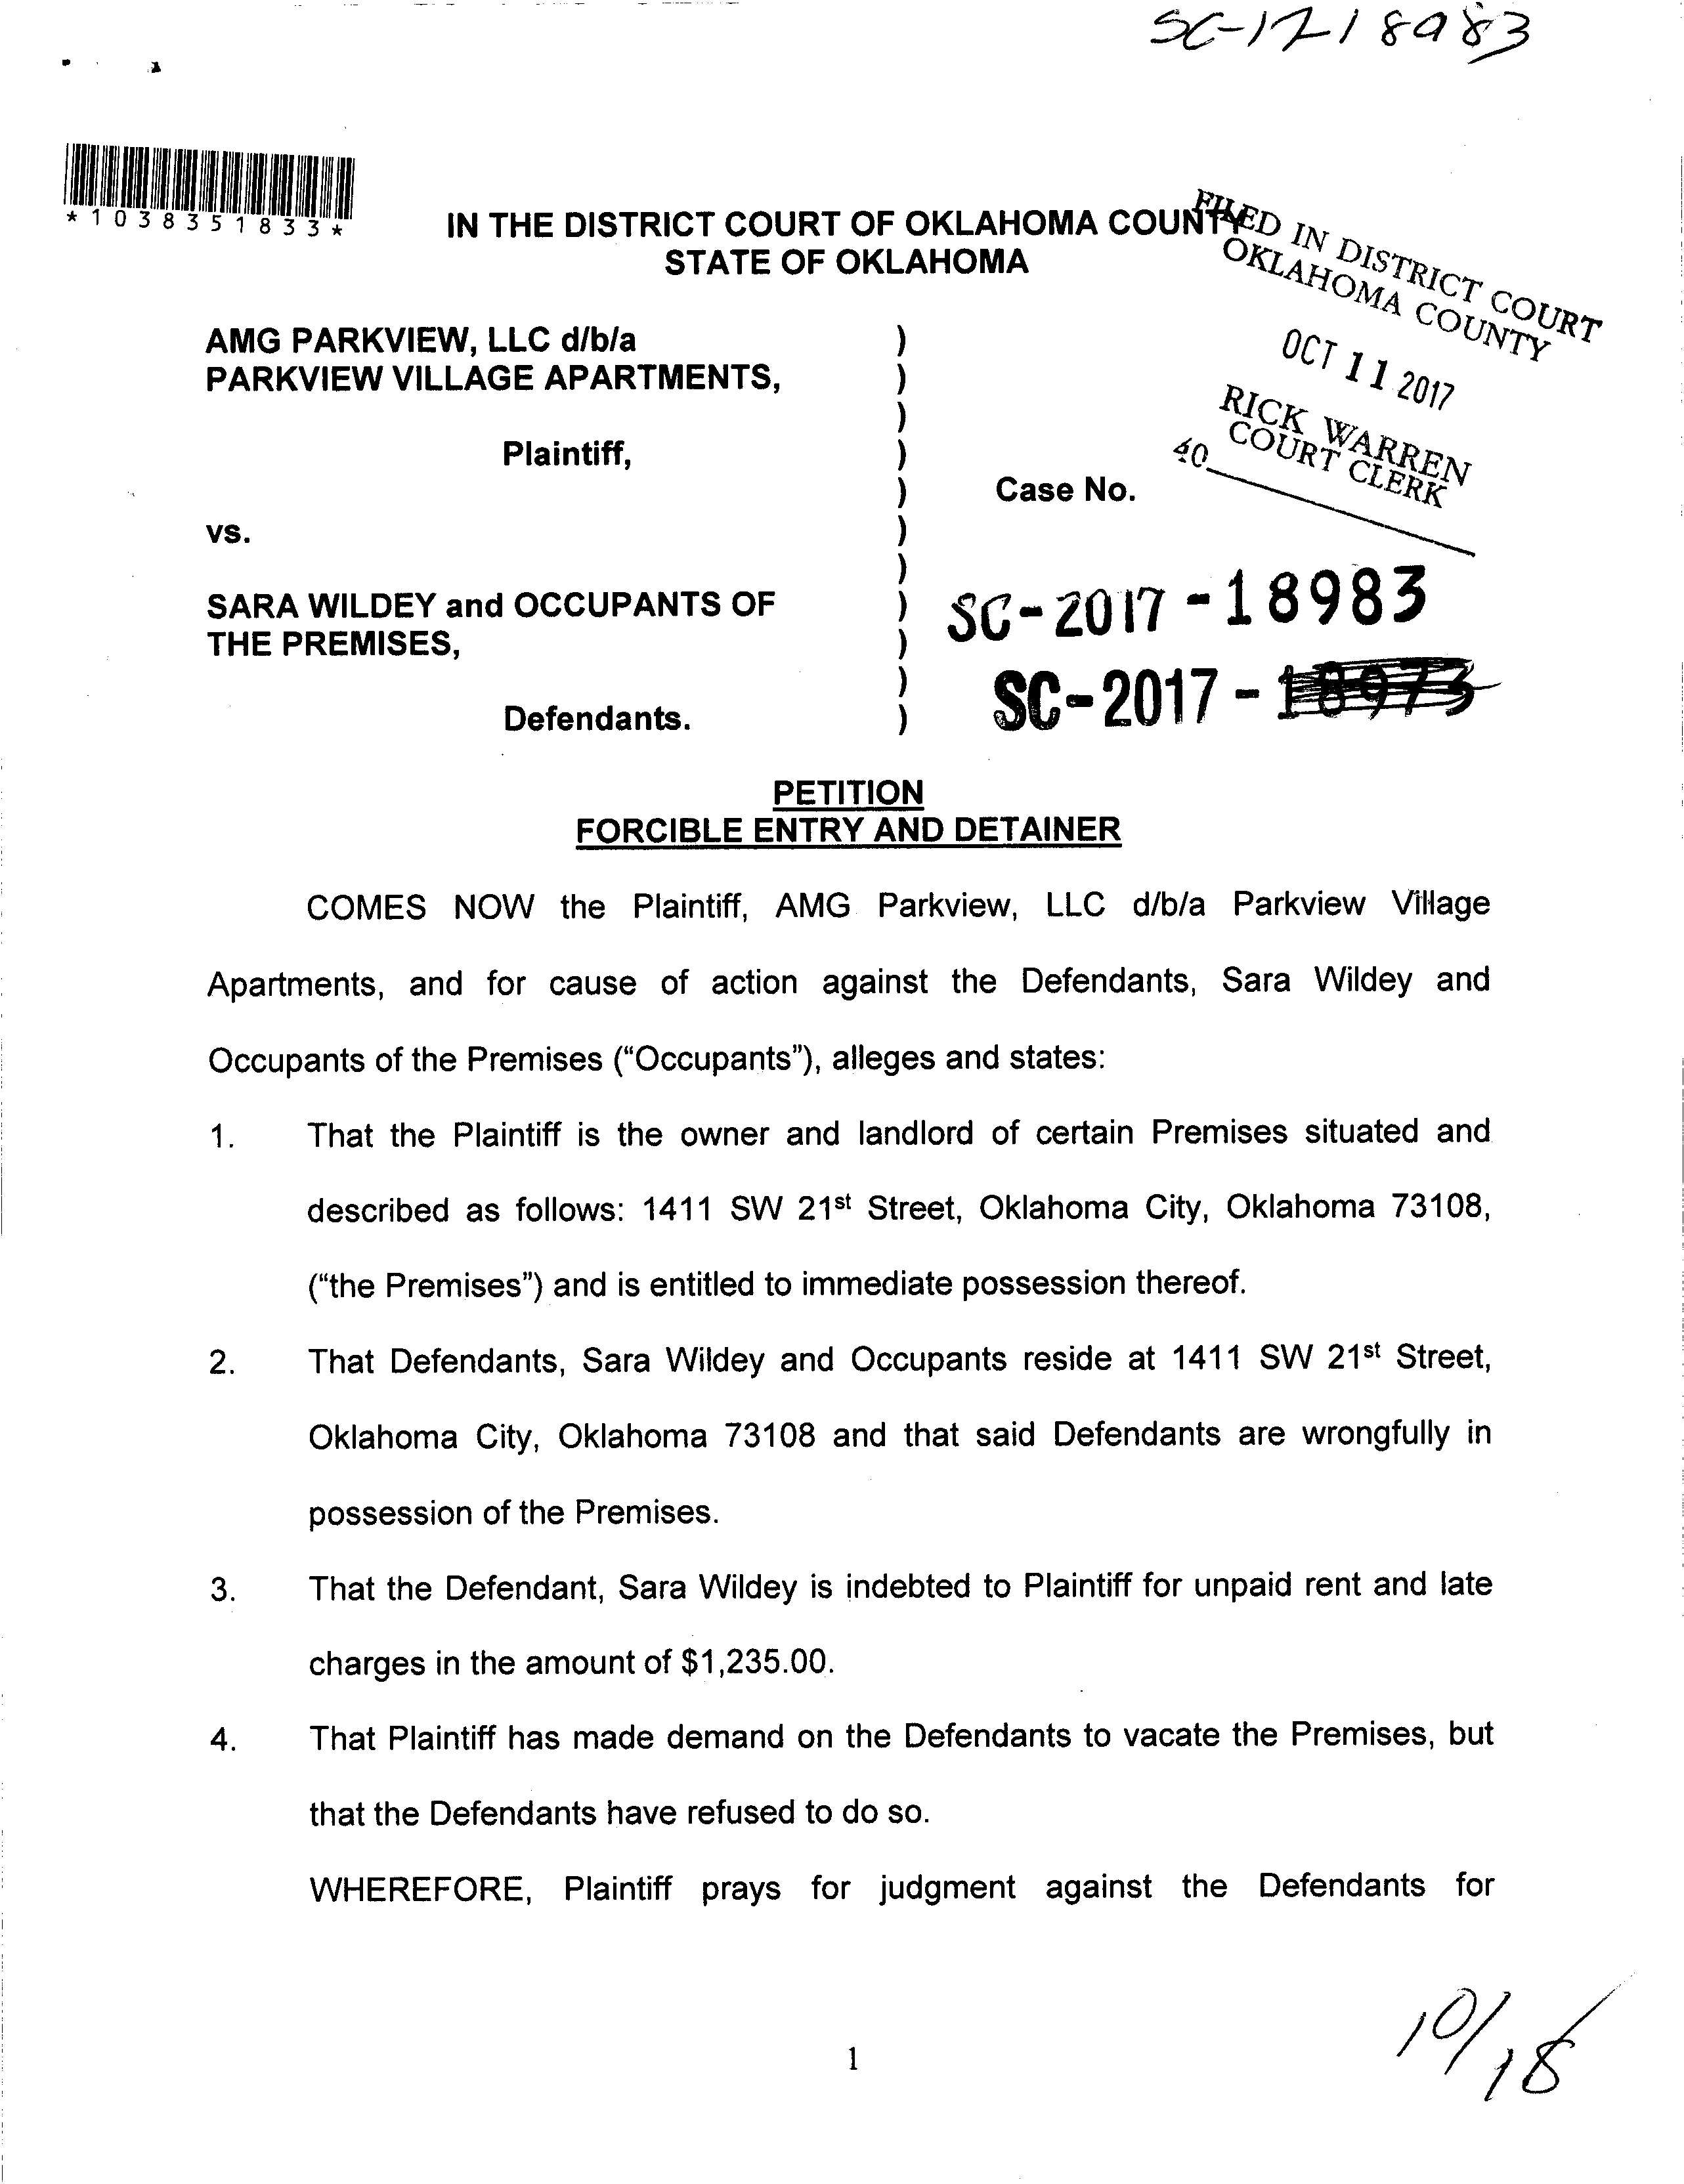 SC-1718983
*1038351833*
IN THE DISTRICT COURT OF OKLAHOMA COUNTY
STATE OF OKLAHOMA
FILED IN DISTRICT COURT
OKLAHOMA COUNTY
OCT 11 2017
RICK WARREN
COURT CLERK
40
AMG PARKVIEW, LLC d/b/a )
PARKVIEW VILLAGE APARTMENTS, )
)
Plaintiff, )
) Case No.
vs. )
)
SARA WILDEY and OCCUPANTS OF ) SC-2017-18983
THE PREMISES, )
) SC-2017-18973
Defendants. )
PETITION
FORCIBLE ENTRY AND DETAINER
COMES NOW the Plaintiff, AMG Parkview, LLC d/b/a Parkview Village
Apartments, and for cause of action against the Defendants, Sara Wildey and
Occupants of the Premises (“Occupants”), alleges and states:
1. That the Plaintiff is the owner and landlord of certain Premises situated and
described as follows: 1411 SW 21st Street, Oklahoma City, Oklahoma 73108,
(“the Premises”) and is entitled to immediate possession thereof.
2. That Defendants, Sara Wildey and Occupants reside at 1411 SW 21st Street,
Oklahoma City, Oklahoma 73108 and that said Defendants are wrongfully in
possession of the Premises.
3. That the Defendant, Sara Wildey is indebted to Plaintiff for unpaid rent and late
charges in the amount of $1,235.00.
4. That Plaintiff has made demand on the Defendants to vacate the Premises, but
that the Defendants have refused to do so.
WHEREFORE, Plaintiff prays for judgment against the Defendants for
1
10/18